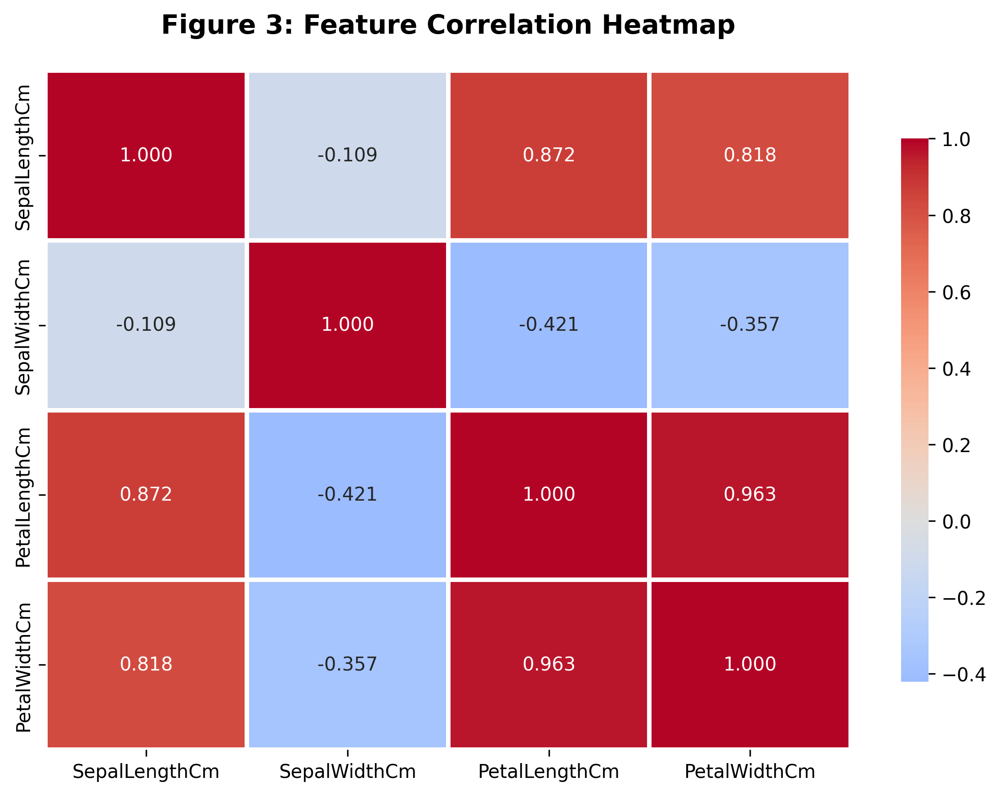 Figure 3: Feature Correlation Heatmap
SepalLengthCm
1.000 -0.109 0.872 0.818
SepalWidthCm
-0.109 1.000 -0.421 -0.357
PetalLengthCm
0.872 -0.421 1.000 0.963
PetalWidthCm
0.818 -0.357 0.963 1.000
SepalLengthCm SepalWidthCm PetalLengthCm PetalWidthCm
1.0
0.8
0.6
0.4
0.2
0.0
−0.2
−0.4